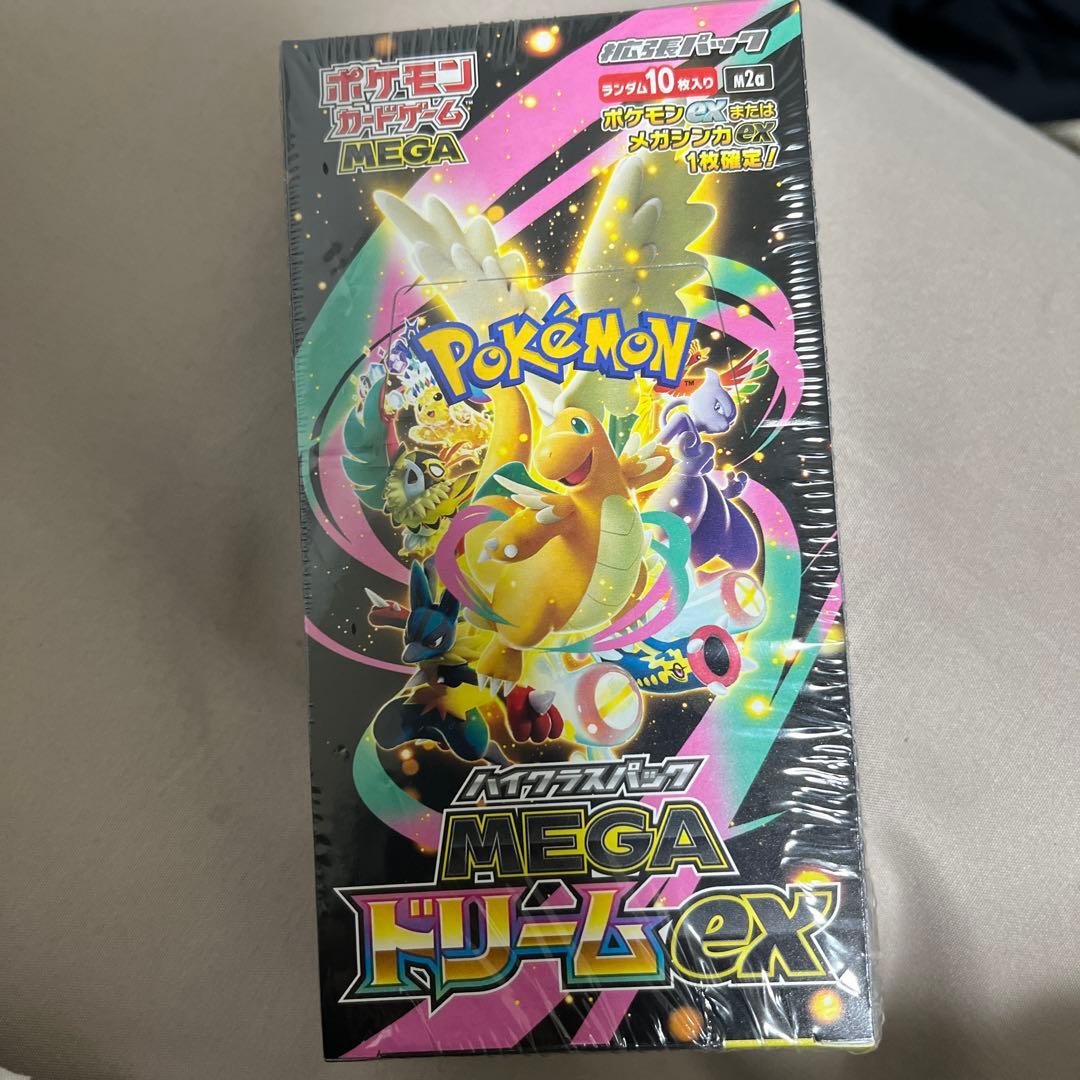 ポケモン
カードゲーム™
MEGA
拡張パック
ランダム10枚入り
M2a
ポケモンexまたは
メガシンカex
1枚確定!
POKÉMON™
ハイクラスパック
MEGA
ドリームex